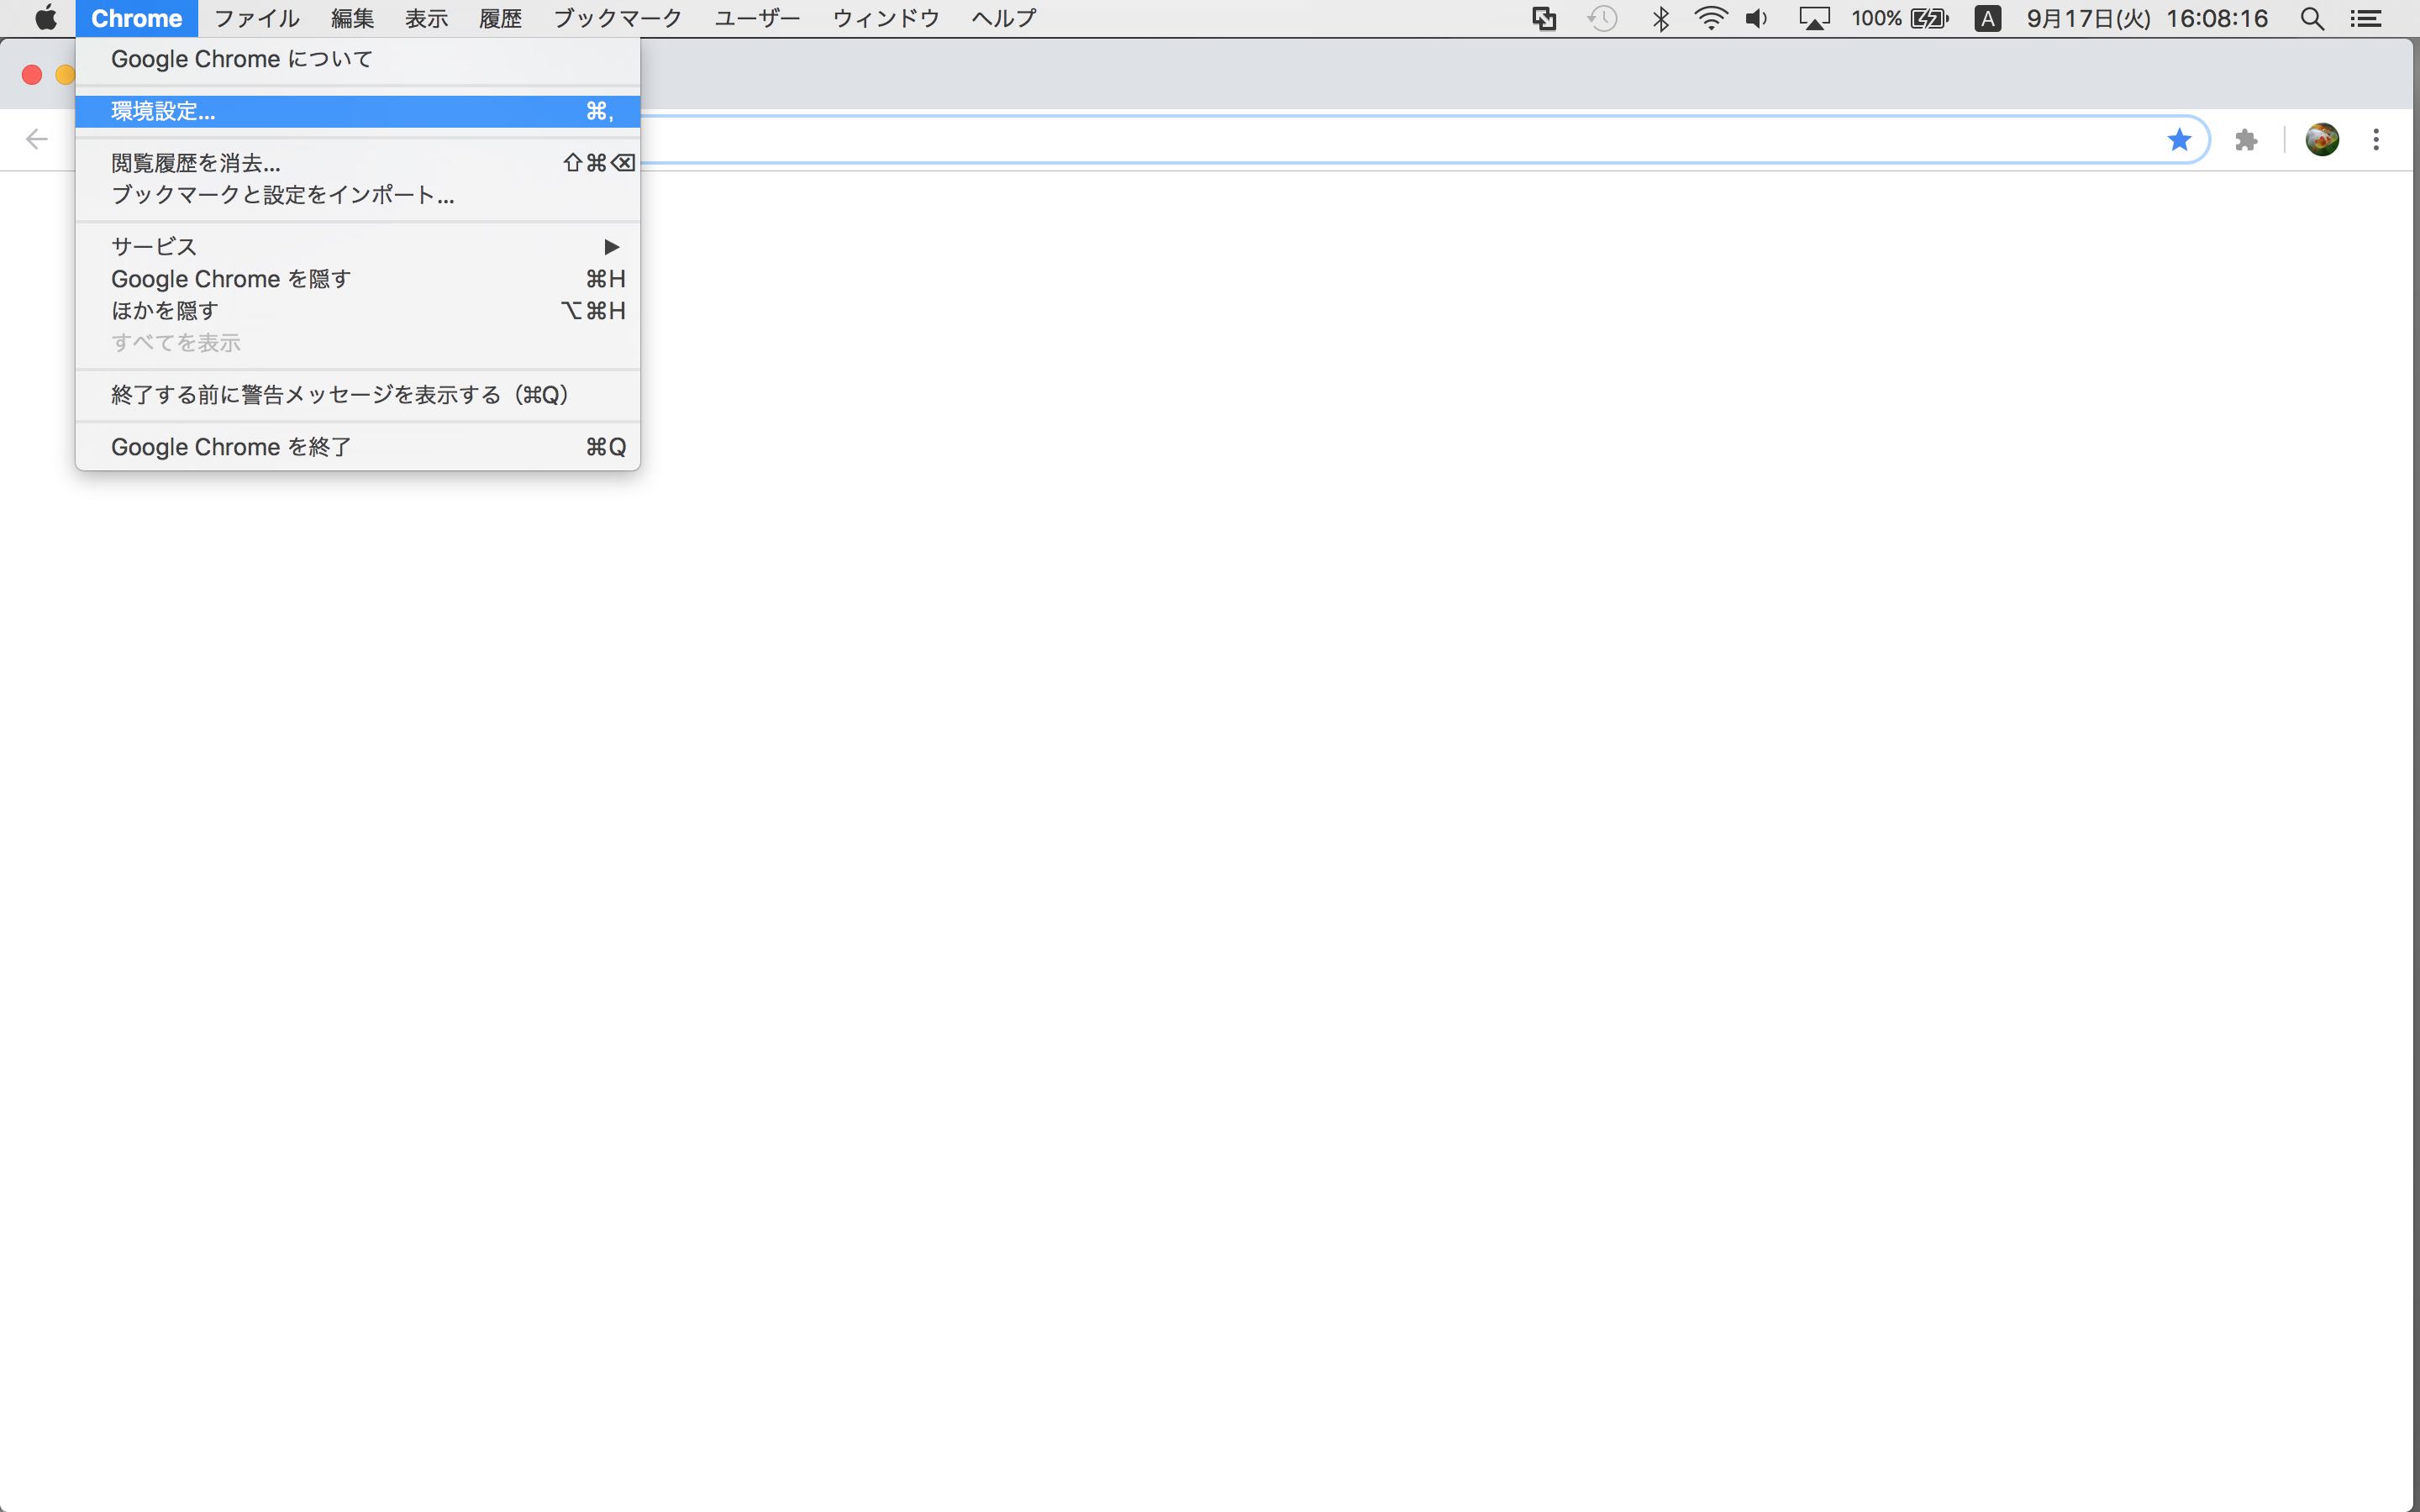 Chrome ファイル 編集 表示 履歴 ブックマーク ユーザー ウィンドウ ヘルプ 100% A 9月17日(火) 16:08:16
Google Chrome について
環境設定... ⌘,
閲覧履歴を消去... ⇧⌘⌫
ブックマークと設定をインポート...
サービス ▶
Google Chrome を隠す ⌘H
ほかを隠す ⌥⌘H
すべてを表示
終了する前に警告メッセージを表示する（⌘Q）
Google Chrome を終了 ⌘Q